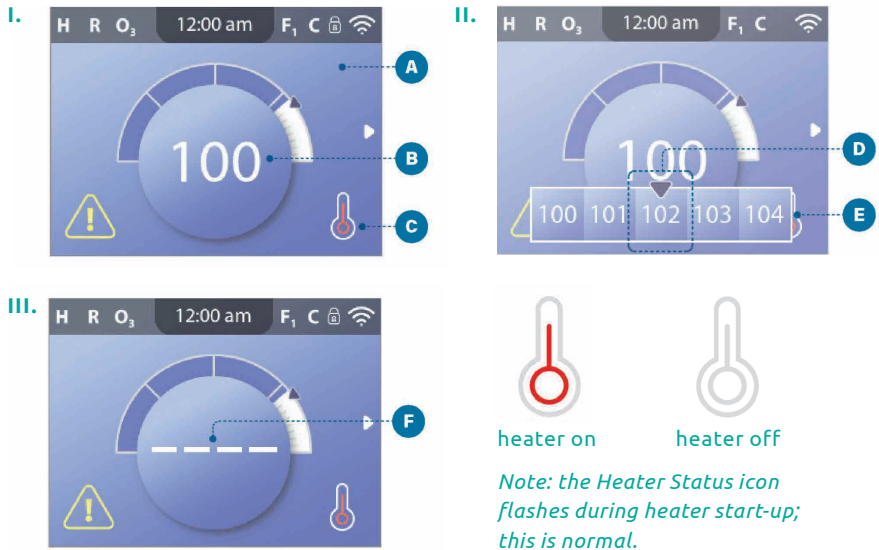 I.
H R O₃ 12:00 am F₁ C
A
100
B
C
II.
H R O₃ 12:00 am F₁ C
100
D
100 101 102 103 104
E
III.
H R O₃ 12:00 am F₁ C
F
heater on
heater off
Note: the Heater Status icon
flashes during heater start-up;
this is normal.